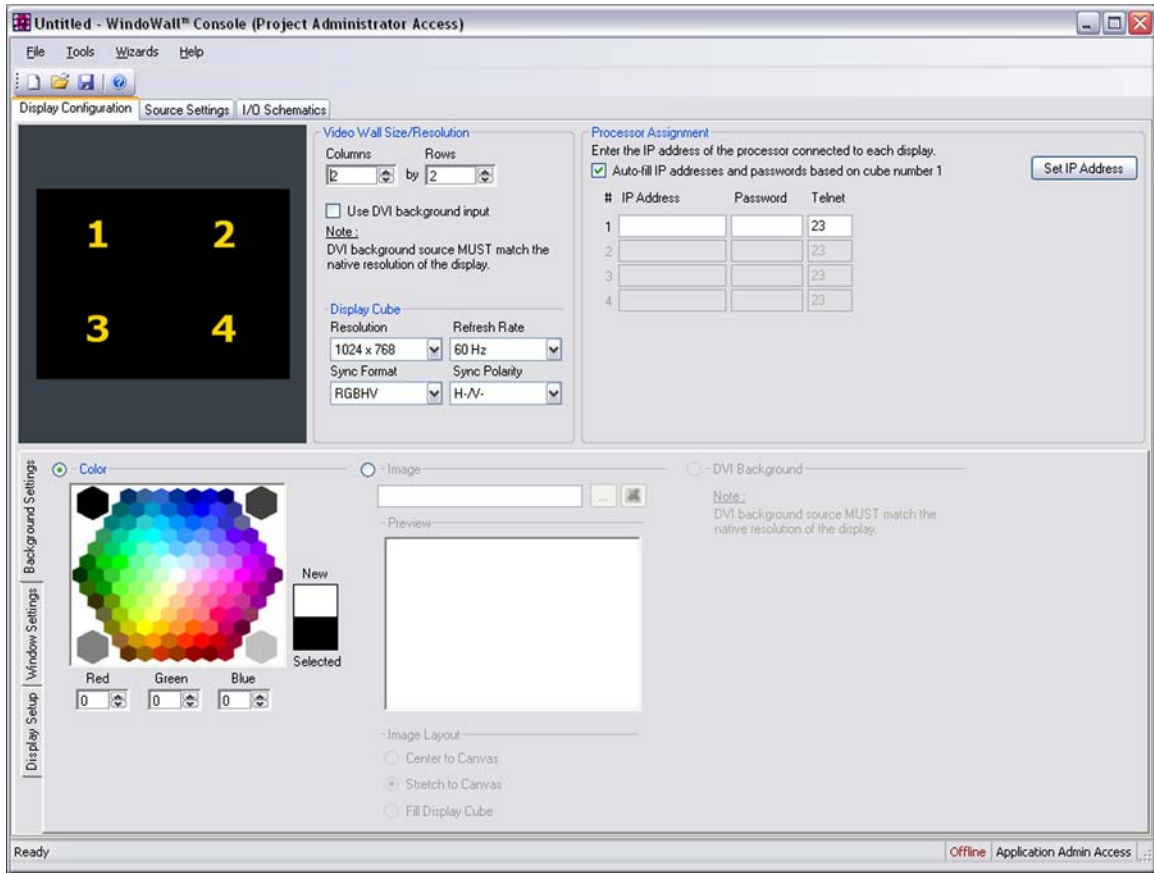 Untitled - WindoWall™ Console (Project Administrator Access)
File Tools Wizards Help
Display Configuration Source Settings I/O Schematics
1 2
3 4
Video Wall Size/Resolution
Columns Rows
2 by 2
Use DVI background input
Note :
DVI background source MUST match the
native resolution of the display.
Display Cube
Resolution Refresh Rate
1024 x 768 60 Hz
Sync Format Sync Polarity
RGBHV H-/V-
Processor Assignment
Enter the IP address of the processor connected to each display.
Auto-fill IP addresses and passwords based on cube number 1
Set IP Address
# IP Address Password Telnet
1 23
2 23
3 23
4 23
Background Settings
Window Settings
Display Setup
Color
New
Selected
Red Green Blue
0 0 0
Image
...
Preview
Image Layout
Center to Canvas
Stretch to Canvas
Fill Display Cube
DVI Background
Note :
DVI background source MUST match the
native resolution of the display.
Ready
Offline Application Admin Access